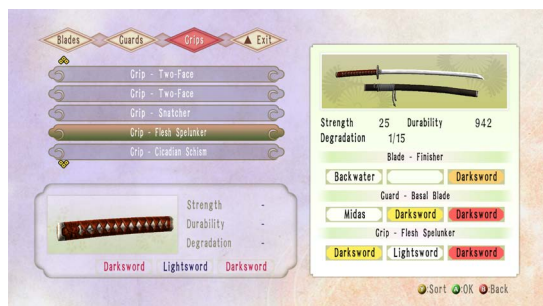 Blades Guards Grips ▲ Exit
Grip - Two-Face
Grip - Two-Face
Grip - Snatcher
Grip - Flesh Spelunker
Grip - Cicadian Schism
Strength -
Durability -
Degradation -
Darksword Lightsword Darksword
Strength 25 Durability 942
Degradation 1/15
Blade - Finisher
Backwater Darksword
Guard - Basal Blade
Midas Darksword Darksword
Grip - Flesh Spelunker
Darksword Lightsword Darksword
Y:Sort A:OK B:Back